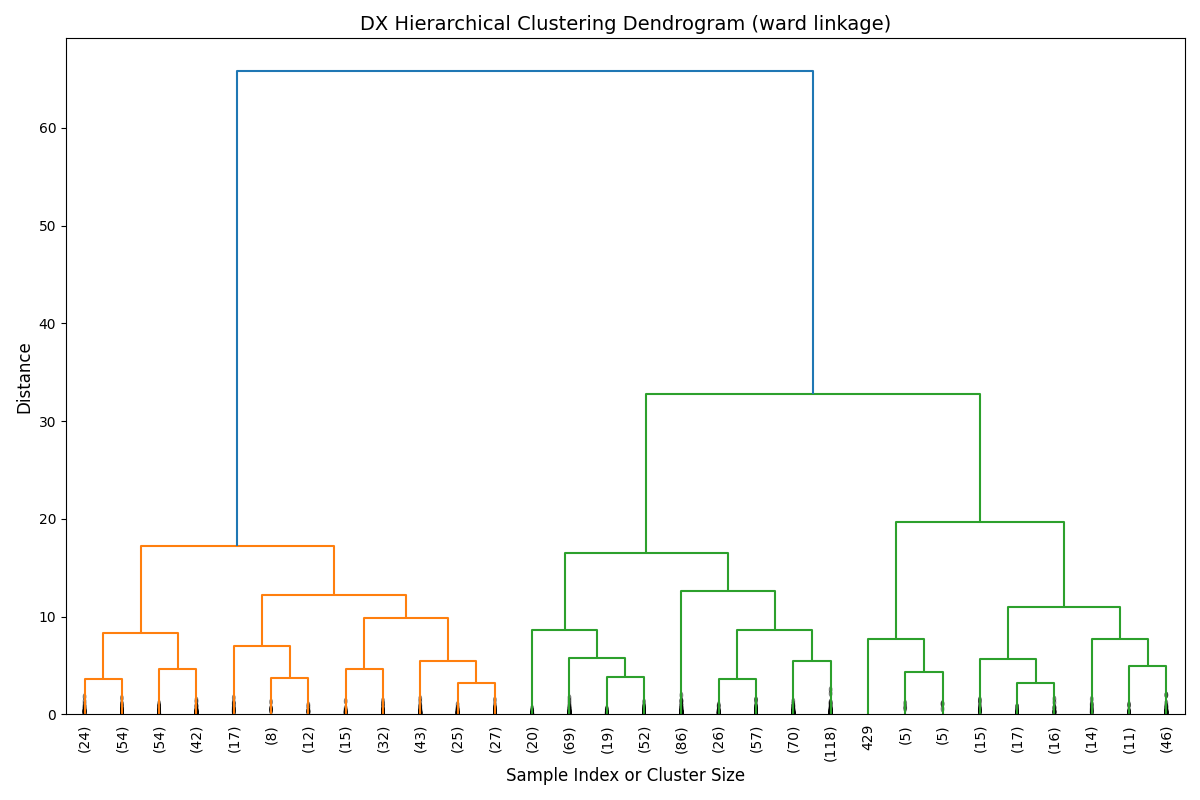 DX Hierarchical Clustering Dendrogram (ward linkage)
60
50
40
30
20
10
0
Distance
(24) (54) (54) (42) (17) (8) (12) (15) (32) (43) (25) (27) (20) (69) (19) (52) (86) (26) (57) (70) (118) 429 (5) (5) (15) (17) (16) (14) (11) (46)
Sample Index or Cluster Size